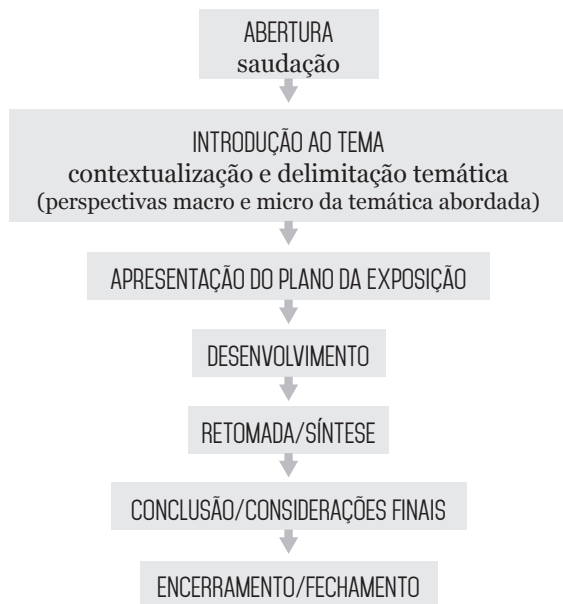 ABERTURA
saudação
INTRODUÇÃO AO TEMA
contextualização e delimitação temática
(perspectivas macro e micro da temática abordada)
APRESENTAÇÃO DO PLANO DA EXPOSIÇÃO
DESENVOLVIMENTO
RETOMADA/SÍNTESE
CONCLUSÃO/CONSIDERAÇÕES FINAIS
ENCERRAMENTO/FECHAMENTO